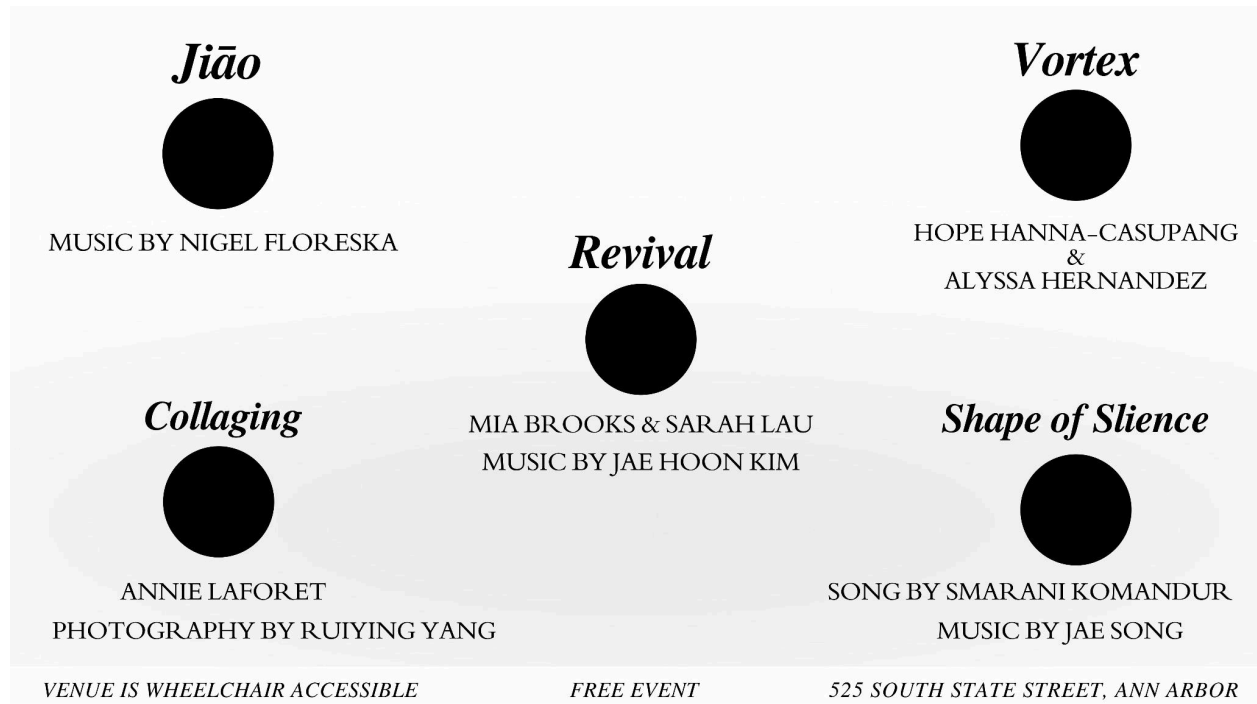 Jiāo
MUSIC BY NIGEL FLORESKA
Vortex
HOPE HANNA-CASUPANG
&
ALYSSA HERNANDEZ
Revival
MIA BROOKS & SARAH LAU
MUSIC BY JAE HOON KIM
Collaging
ANNIE LAFORET
PHOTOGRAPHY BY RUIYING YANG
Shape of Slience
SONG BY SMARANI KOMANDUR
MUSIC BY JAE SONG
VENUE IS WHEELCHAIR ACCESSIBLE
FREE EVENT
525 SOUTH STATE STREET, ANN ARBOR